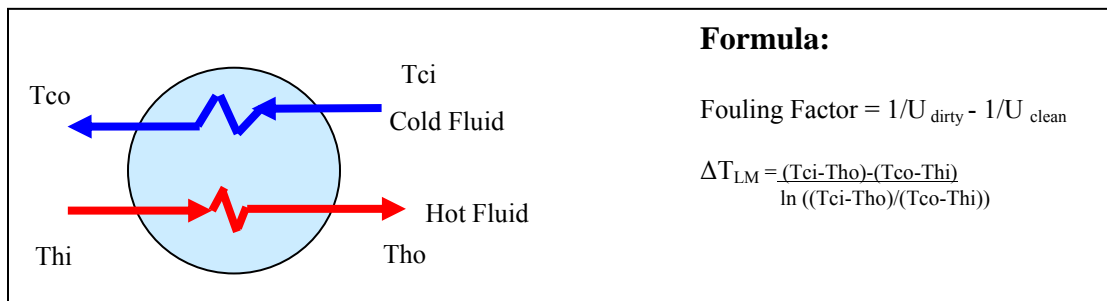 Formula:
Tci
Tco
Cold Fluid
Fouling Factor = 1/U dirty - 1/U clean
ΔTLM = (Tci-Tho)-(Tco-Thi)
ln ((Tci-Tho)/(Tco-Thi))
Hot Fluid
Thi
Tho